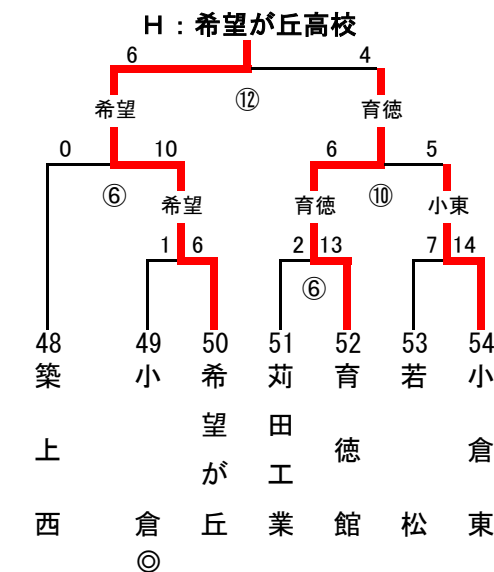 H：希望が丘高校
6 4
⑫
希望 育徳
0 10 6 5
⑥ ⑩
希望 育徳 小東
1 6 2 13 7 14
⑥
48 49 50 51 52 53 54
築上西
小倉◎
希望が丘
苅田工業
育徳館
若松
小倉東